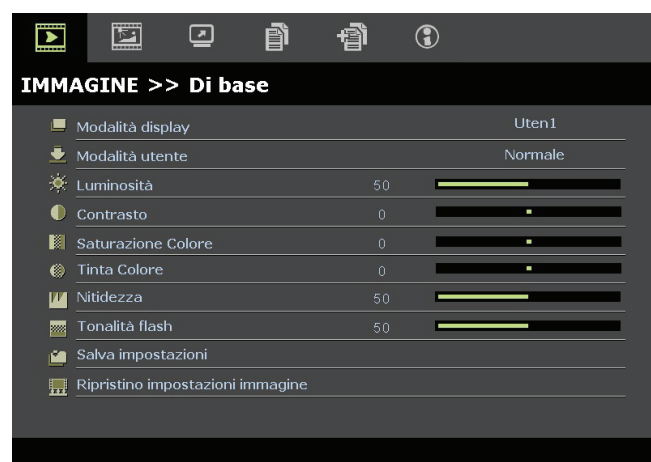 IMMAGINE >> Di base
Modalità display Uten1
Modalità utente Normale
Luminosità 50
Contrasto 0
Saturazione Colore 0
Tinta Colore 0
Nitidezza 50
Tonalità flash 50
Salva impostazioni
Ripristino impostazioni immagine